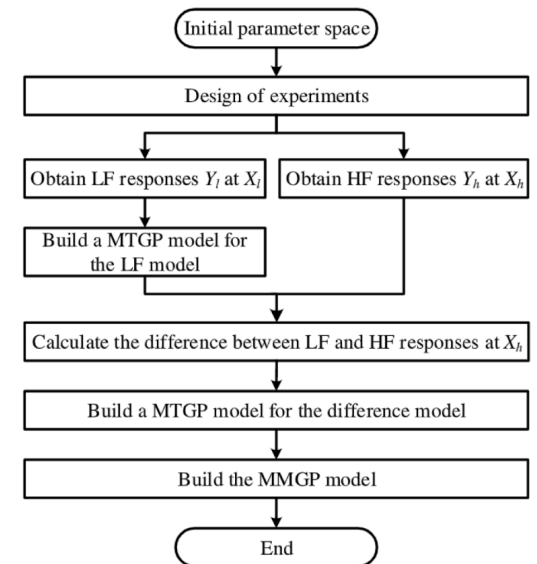 Initial parameter space
Design of experiments
Obtain LF responses Yl at Xl
Obtain HF responses Yh at Xh
Build a MTGP model for
the LF model
Calculate the difference between LF and HF responses at Xh
Build a MTGP model for the difference model
Build the MMGP model
End